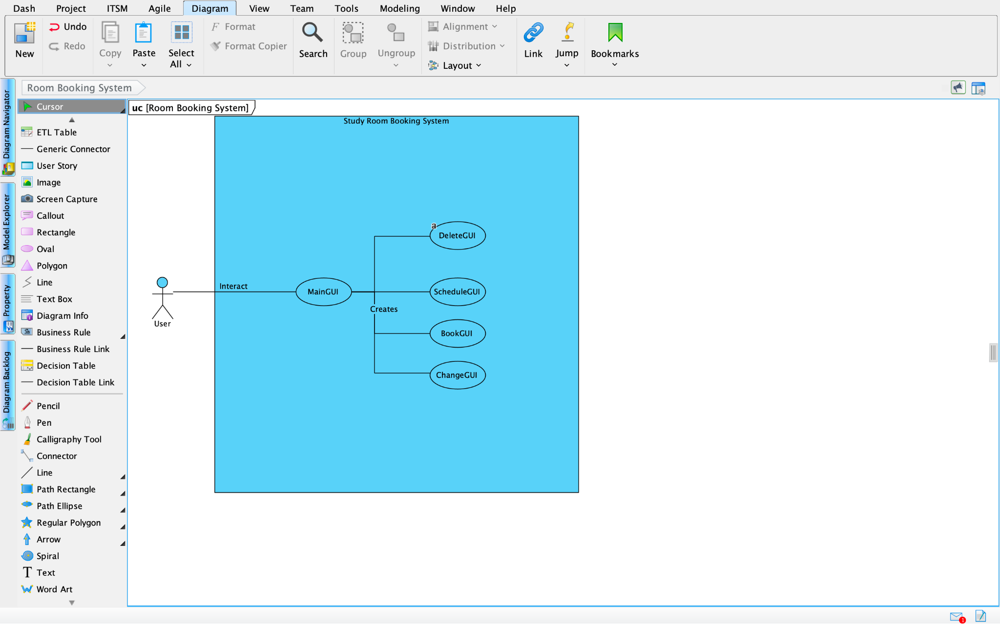 Dash Project ITSM Agile Diagram View Team Tools Modeling Window Help
New
Undo
Redo
Copy
Paste
Select
All
F Format
Format Copier
Search
Group
Ungroup
Alignment
Distribution
Layout
Link
Jump
Bookmarks
Room Booking System
Diagram Navigator
Model Explorer
Property
Diagram Backlog
Cursor
ETL Table
Generic Connector
User Story
Image
Screen Capture
Callout
Rectangle
Oval
Polygon
Line
Text Box
Diagram Info
Business Rule
Business Rule Link
Decision Table
Decision Table Link
Pencil
Pen
Calligraphy Tool
Connector
Line
Path Rectangle
Path Ellipse
Regular Polygon
Arrow
Spiral
T Text
Word Art
uc [Room Booking System]
Study Room Booking System
a
DeleteGUI
Interact
MainGUI
ScheduleGUI
Creates
User
BookGUI
ChangeGUI
1